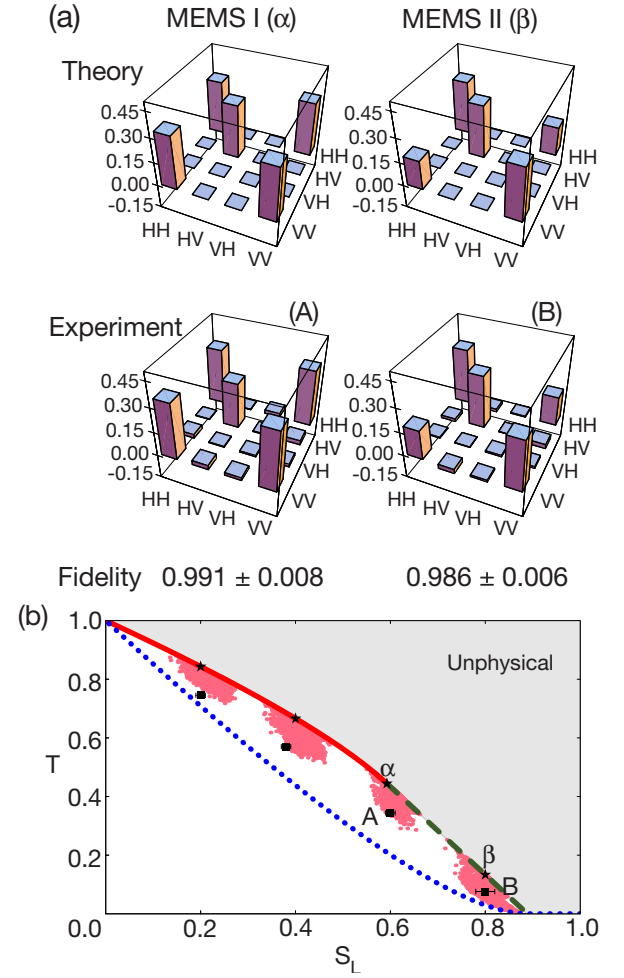 (a) MEMS I (α) MEMS II (β)
Theory
0.45 0.45
0.30 0.30
0.15 0.15
0.00 0.00
-0.15 -0.15
HH HV VH VV HH HV VH VV
HH HV VH VV HH HV VH VV
Experiment (A) (B)
0.45 0.45
0.30 0.30
0.15 0.15
0.00 0.00
-0.15 -0.15
HH HV VH VV HH HV VH VV
HH HV VH VV HH HV VH VV
Fidelity 0.991 ± 0.008 0.986 ± 0.006
(b)
1.0
Unphysical
0.8
0.6
T
α
0.4
A
0.2
β
B
0.0
0.2 0.4 0.6 0.8 1.0
S_L